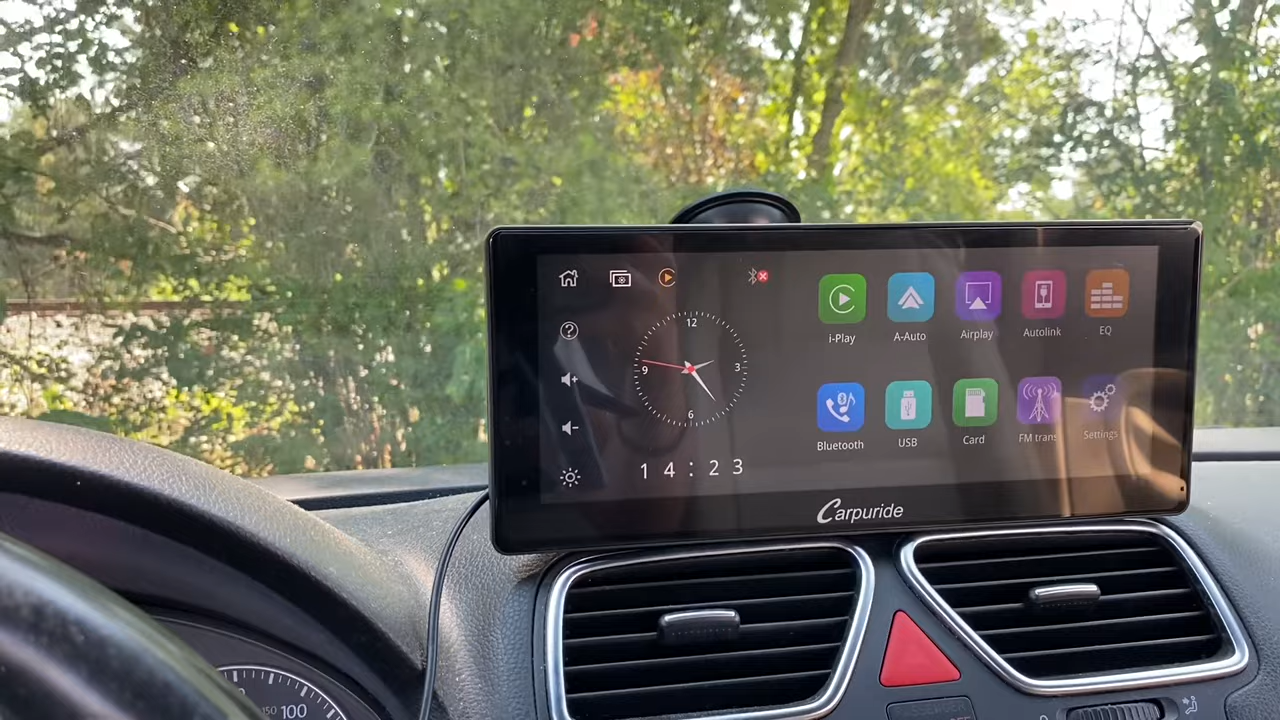 12
3
6
9
14:23
i-Play
A-Auto
Airplay
Autolink
EQ
Bluetooth
USB
Card
FM trans
Settings
Carpuride
100